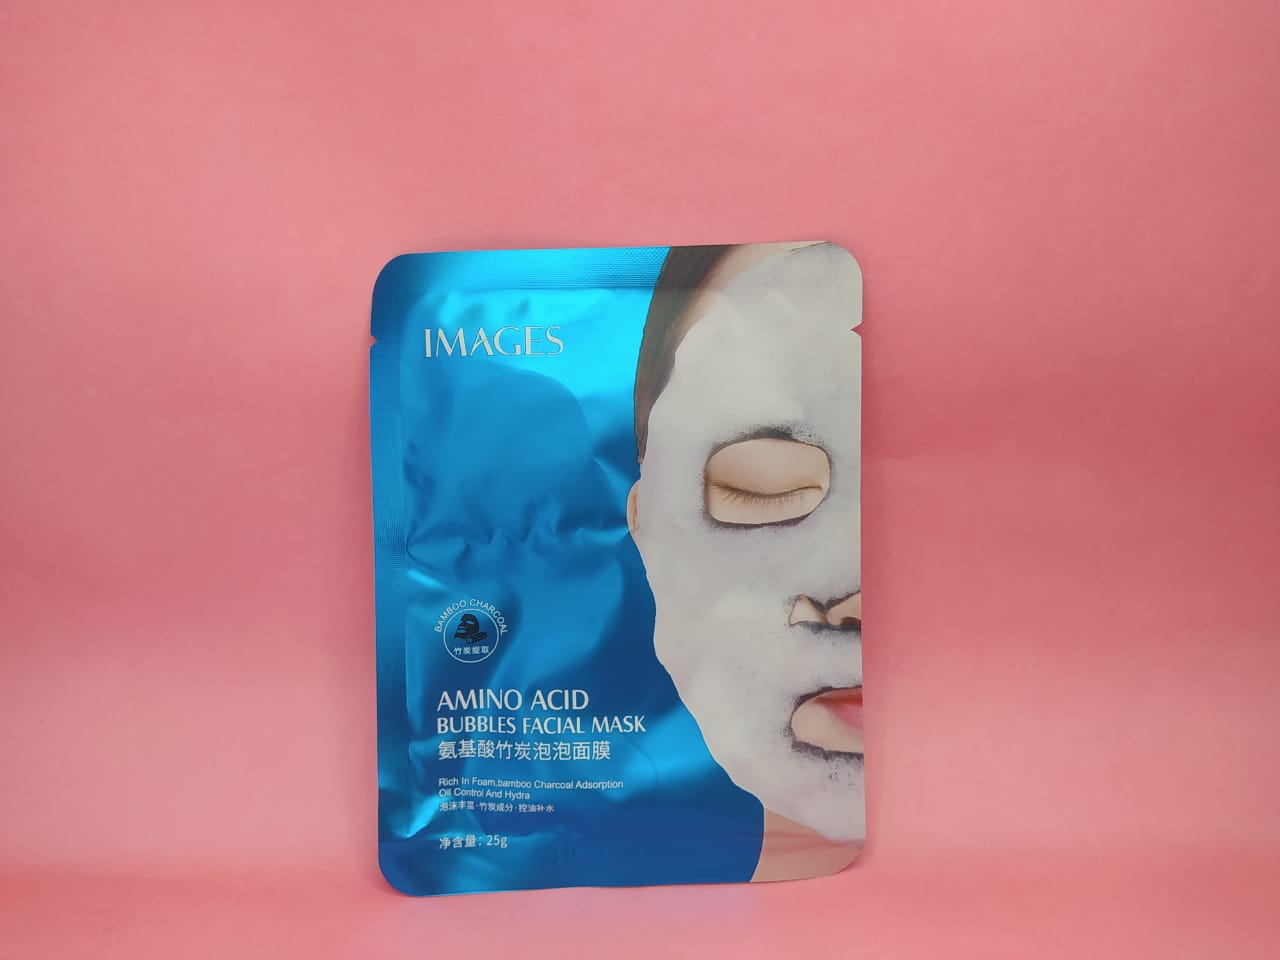 IMAGES
BAMBOO CHARCOAL
竹炭提取
AMINO ACID
BUBBLES FACIAL MASK
氨基酸竹炭泡泡面膜
Rich In Foam,bamboo Charcoal Adsorption
Oil Control And Hydra
泡沫丰富·竹炭成分·控油补水
净含量: 25g